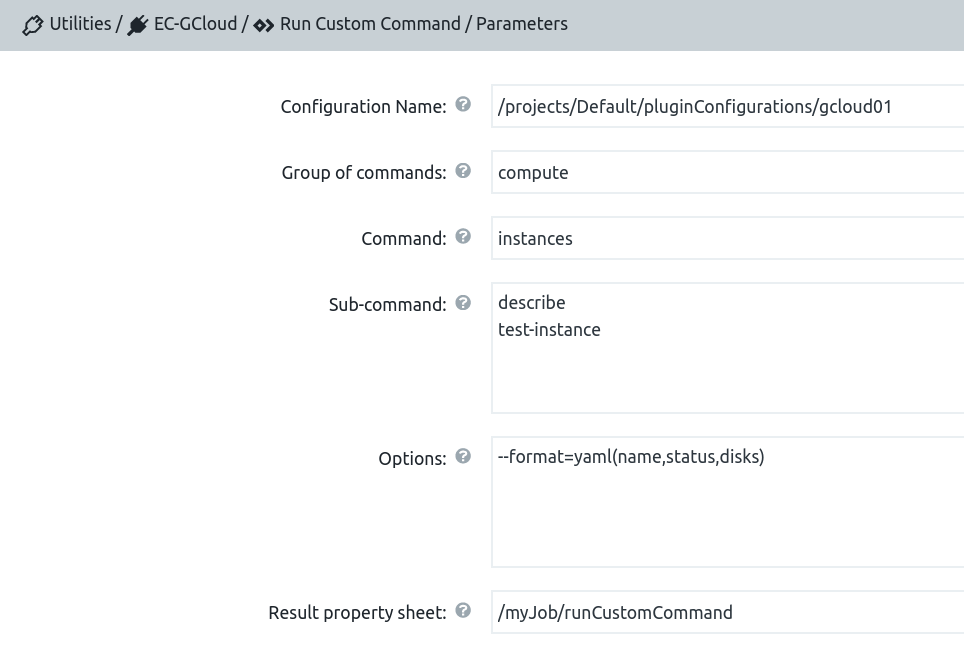 Utilities / EC-GCloud / Run Custom Command / Parameters
Configuration Name: /projects/Default/pluginConfigurations/gcloud01
Group of commands: compute
Command: instances
Sub-command: describe
test-instance
Options: --format=yaml(name,status,disks)
Result property sheet: /myJob/runCustomCommand